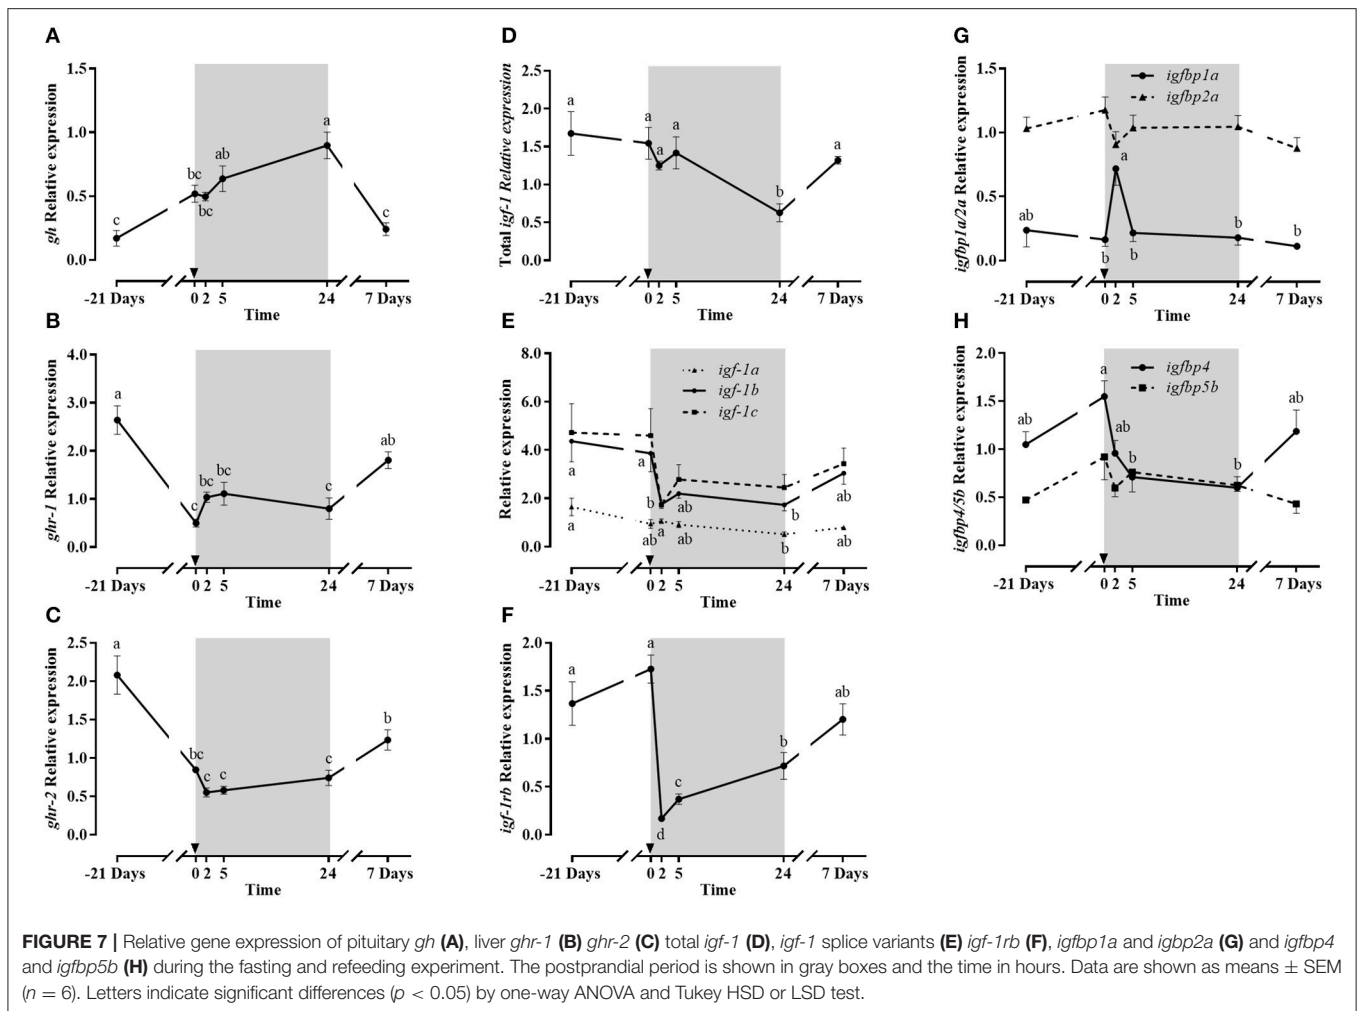 A
gh Relative expression
1.5
1.0
0.5
0.0
c
bc
bc
ab
a
c
-21 Days
0
2
5
24
7 Days
Time
B
ghr-1 Relative expression
4.0
3.0
2.0
1.0
0.0
a
c
bc
bc
c
ab
-21 Days
0
2
5
24
7 Days
Time
C
ghr-2 Relative expression
2.5
2.0
1.5
1.0
0.5
0.0
a
bc
c
c
c
b
-21 Days
0
2
5
24
7 Days
Time
D
Total igf-1 Relative expression
2.5
2.0
1.5
1.0
0.5
0.0
a
a
a
a
b
a
-21 Days
0
2
5
24
7 Days
Time
E
Relative expression
8.0
6.0
4.0
2.0
0.0
igf-1a
igf-1b
igf-1c
a
a
b
ab
b
ab
a
ab
a
ab
b
ab
-21 Days
0
2
5
24
7 Days
Time
F
igf-1rb Relative expression
2.0
1.5
1.0
0.5
0.0
a
a
d
c
b
ab
-21 Days
0
2
5
24
7 Days
Time
G
igfbp1a/2a Relative expression
1.5
1.0
0.5
0.0
igfbp1a
igfbp2a
ab
b
a
b
b
b
-21 Days
0
2
5
24
7 Days
Time
H
igfbp4/5b Relative expression
2.0
1.5
1.0
0.5
0.0
igfbp4
igfbp5b
ab
a
ab
b
b
ab
-21 Days
0
2
5
24
7 Days
Time
FIGURE 7 | Relative gene expression of pituitary gh (A), liver ghr-1 (B) ghr-2 (C) total igf-1 (D), igf-1 splice variants (E) igf-1rb (F), igfbp1a and igbp2a (G) and igfbp4
and igfbp5b (H) during the fasting and refeeding experiment. The postprandial period is shown in gray boxes and the time in hours. Data are shown as means ± SEM
(n = 6). Letters indicate significant differences (p < 0.05) by one-way ANOVA and Tukey HSD or LSD test.